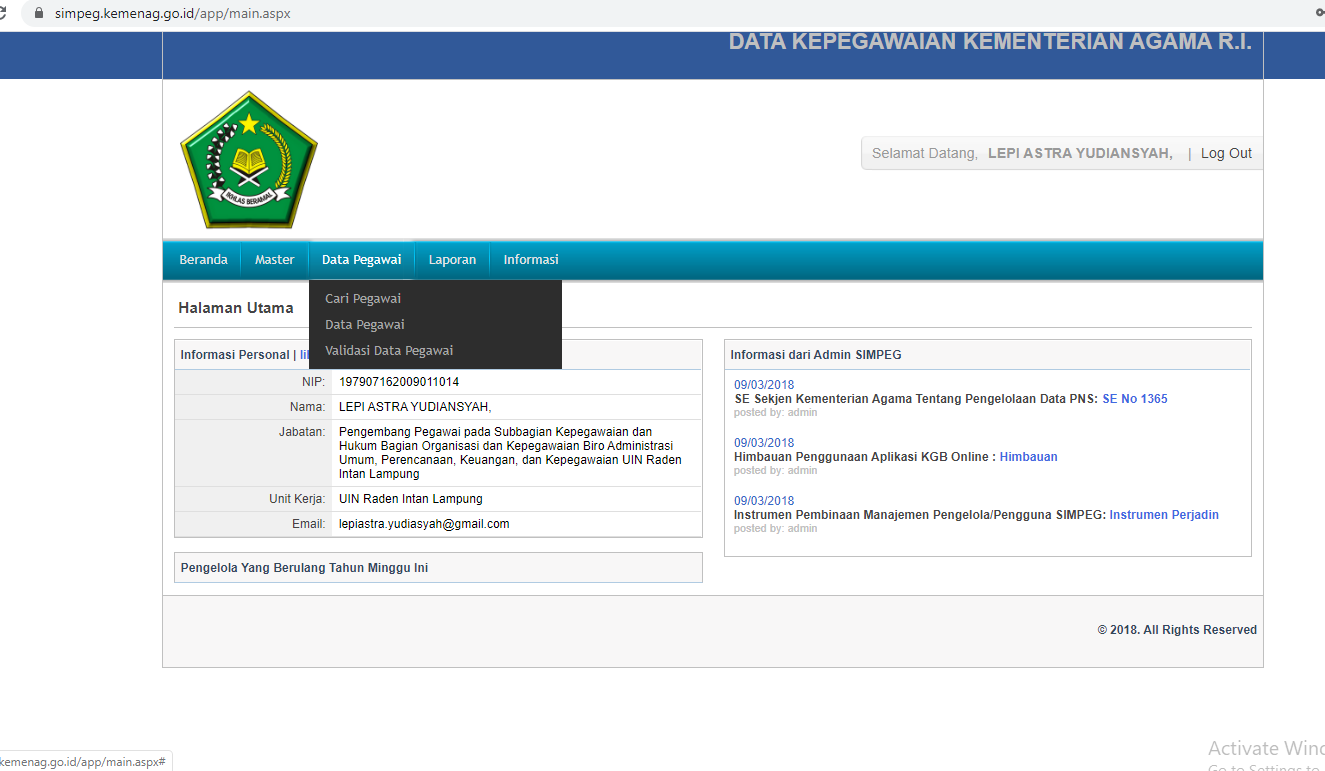 simpeg.kemenag.go.id/app/main.aspx
DATA KEPEGAWAIAN KEMENTERIAN AGAMA R.I.
IKHLAS BERAMAL
Selamat Datang, LEPI ASTRA YUDIANSYAH, | Log Out
Beranda Master Data Pegawai Laporan Informasi
Cari Pegawai
Data Pegawai
Validasi Data Pegawai
Halaman Utama
Informasi Personal |
NIP: 197907162009011014
Nama: LEPI ASTRA YUDIANSYAH,
Jabatan: Pengembang Pegawai pada Subbagian Kepegawaian dan
Hukum Bagian Organisasi dan Kepegawaian Biro Administrasi
Umum, Perencanaan, Keuangan, dan Kepegawaian UIN Raden
Intan Lampung
Unit Kerja: UIN Raden Intan Lampung
Email: lepiastra.yudiasyah@gmail.com
Pengelola Yang Berulang Tahun Minggu Ini
Informasi dari Admin SIMPEG
09/03/2018
SE Sekjen Kementerian Agama Tentang Pengelolaan Data PNS: SE No 1365
posted by: admin
09/03/2018
Himbauan Penggunaan Aplikasi KGB Online : Himbauan
posted by: admin
09/03/2018
Instrumen Pembinaan Manajemen Pengelola/Pengguna SIMPEG: Instrumen Perjadin
posted by: admin
© 2018. All Rights Reserved
kemenag.go.id/app/main.aspx#
Activate